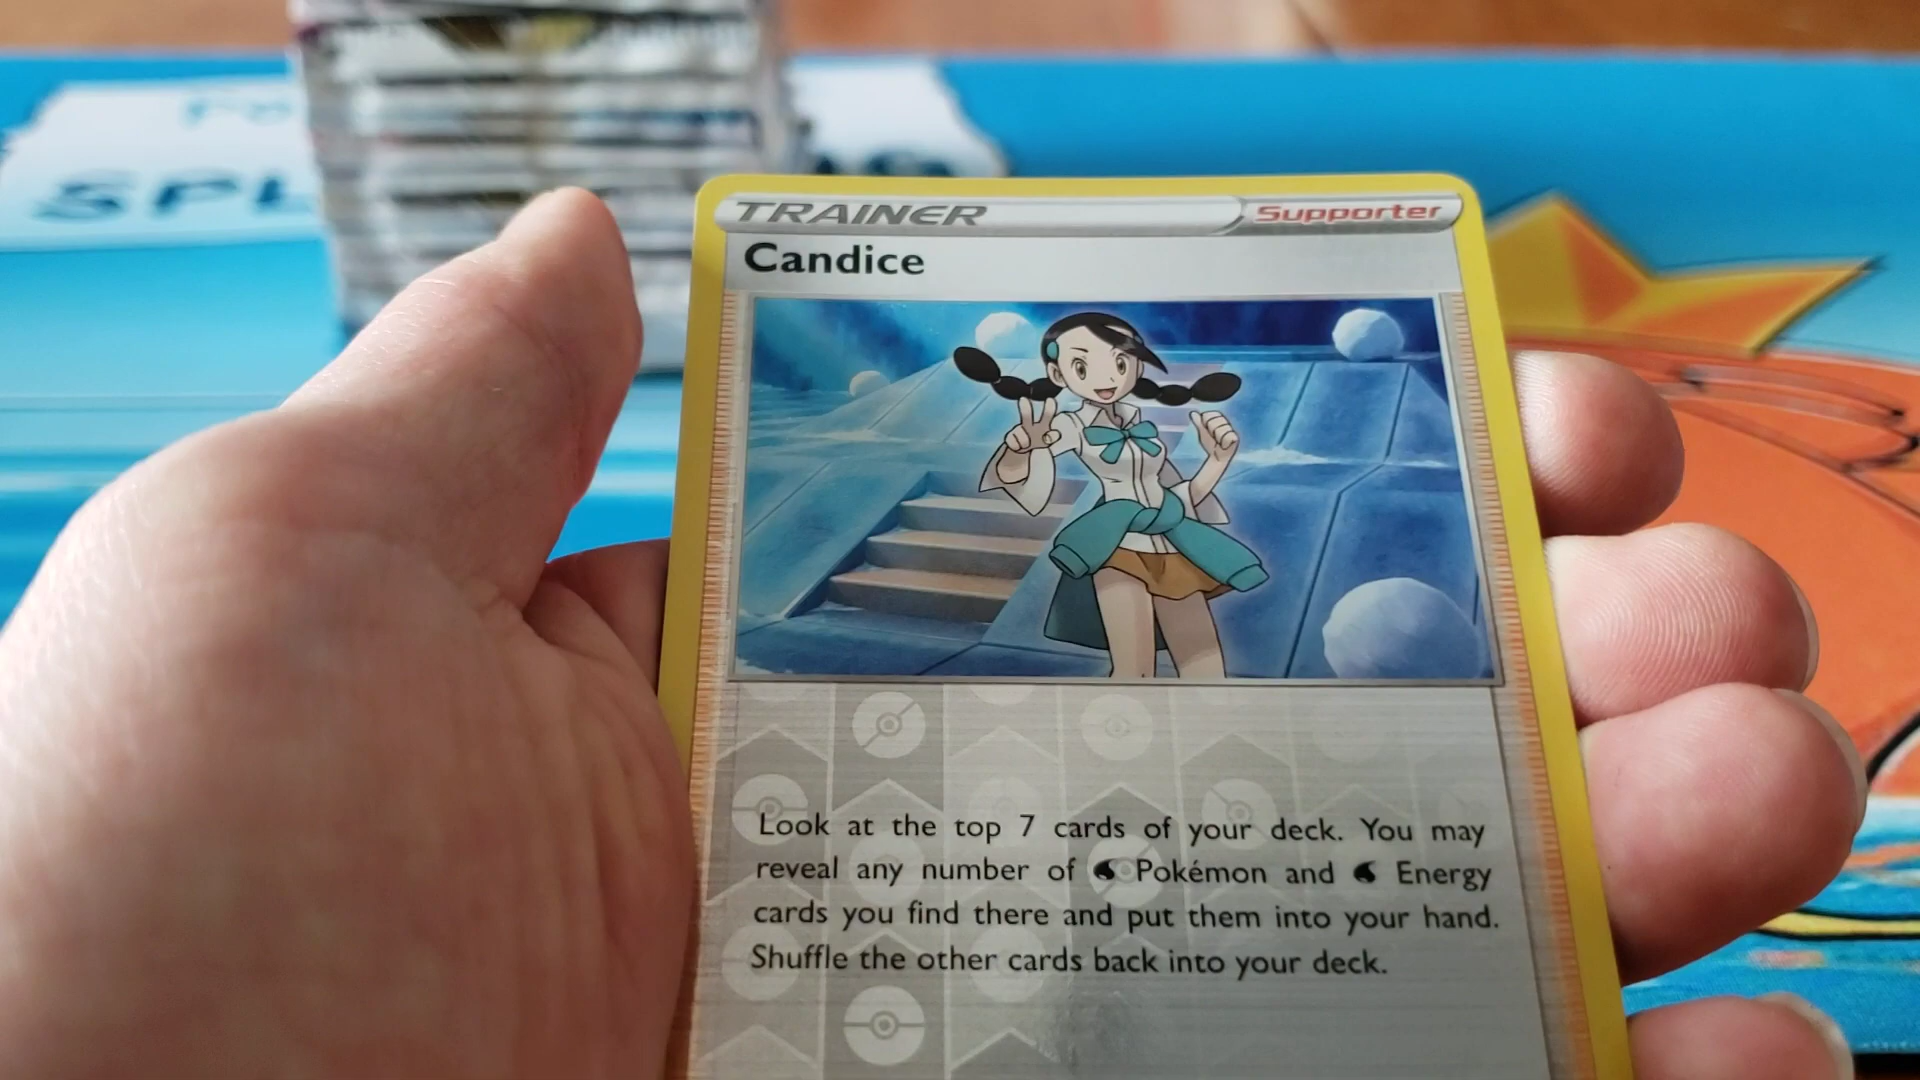 SPL
TRAINER
Supporter
Candice
Look at the top 7 cards of your deck. You may
reveal any number of Pokémon and Energy
cards you find there and put them into your hand.
Shuffle the other cards back into your deck.